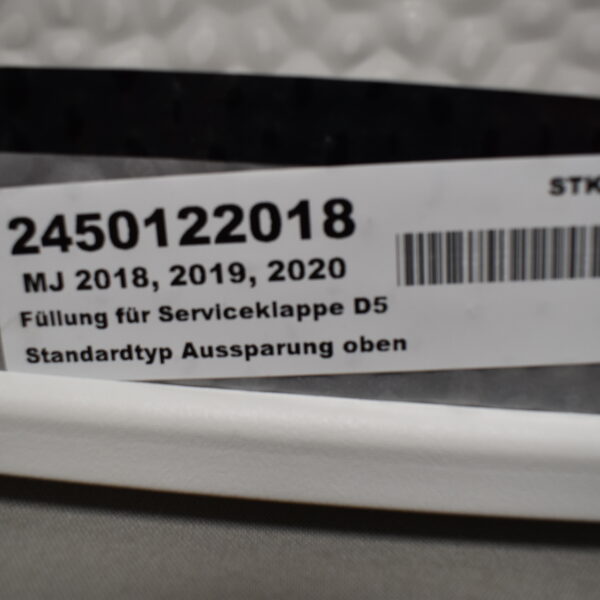 STK
2450122018
MJ 2018, 2019, 2020
Füllung für Serviceklappe D5
Standardtyp Aussparung oben